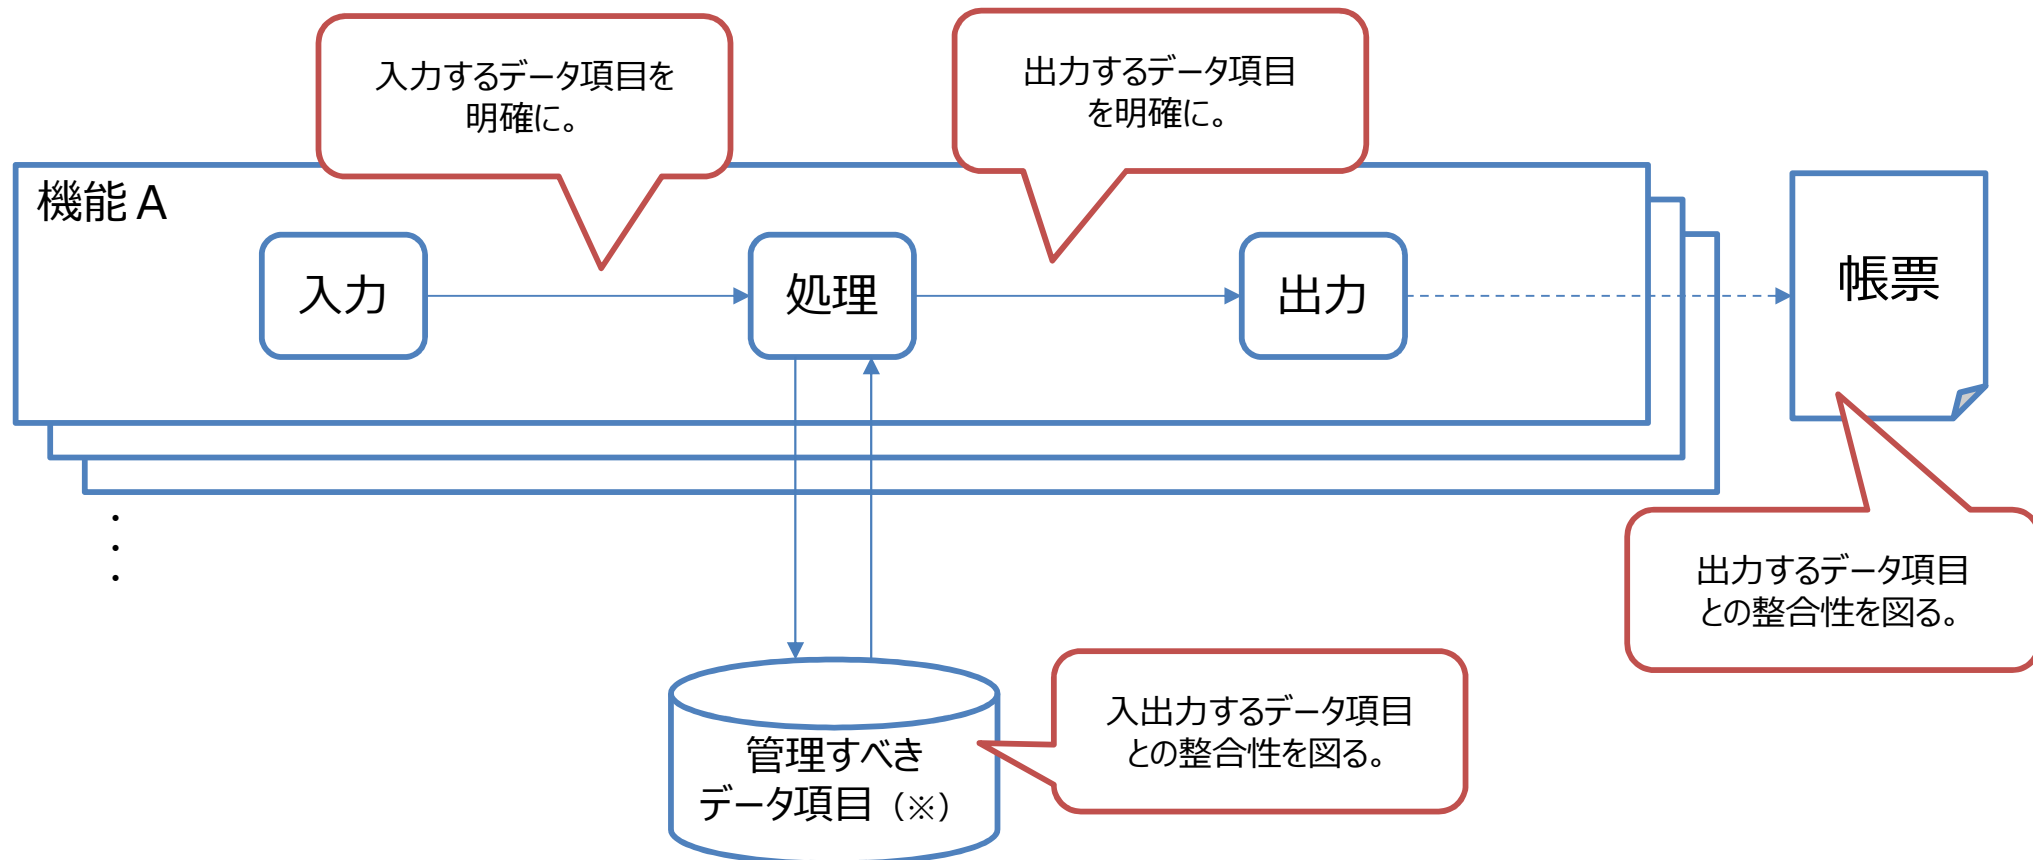 入力するデータ項目を
明確に。
出力するデータ項目
を明確に。
機能A
入力
処理
出力
帳票
・
・
・
出力するデータ項目
との整合性を図る。
入出力するデータ項目
との整合性を図る。
管理すべき
データ項目（※）